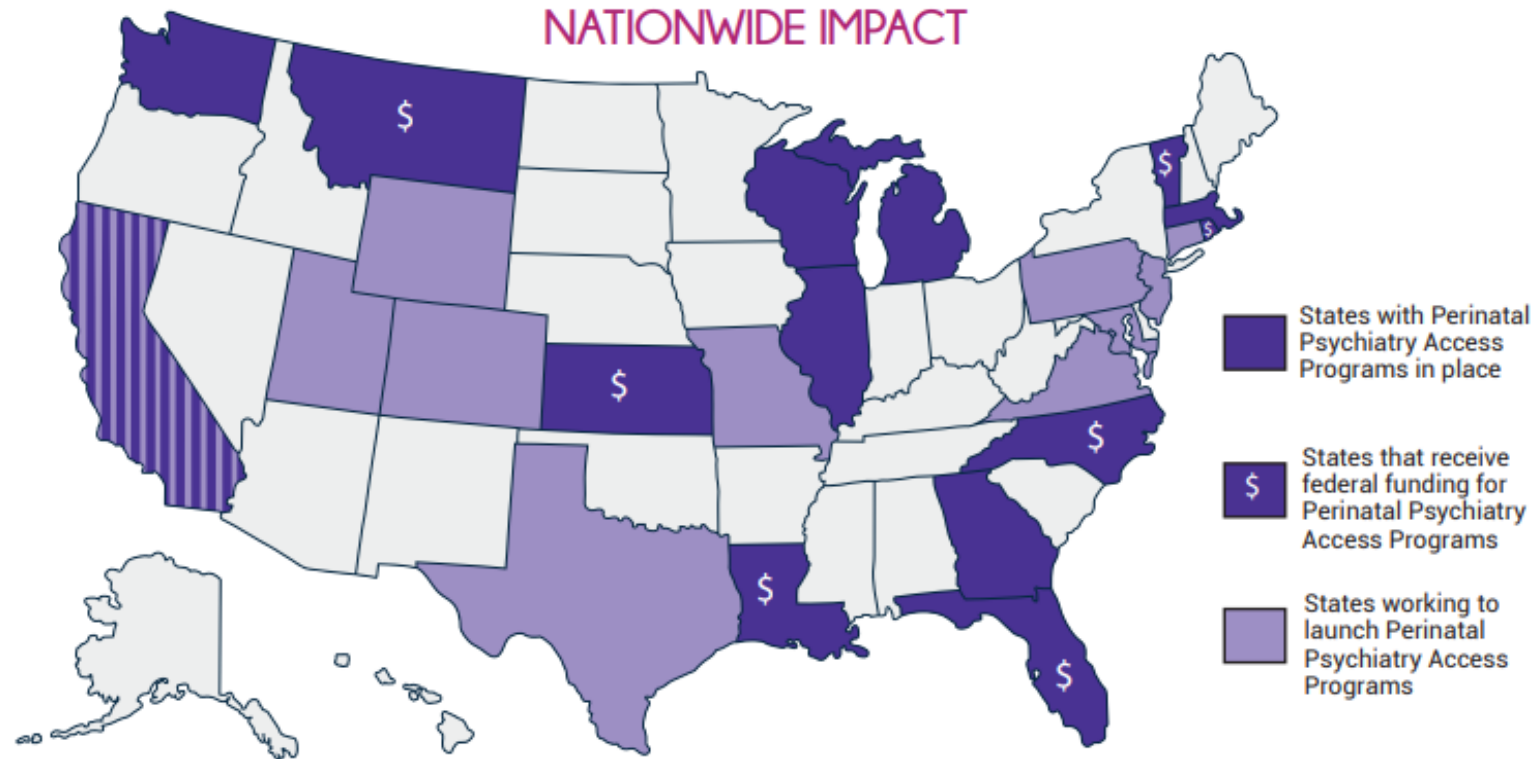 NATIONWIDE IMPACT
$
$
$
$
$
$
$
States with Perinatal
Psychiatry Access
Programs in place
$
States that receive
federal funding for
Perinatal Psychiatry
Access Programs
States working to
launch Perinatal
Psychiatry Access
Programs